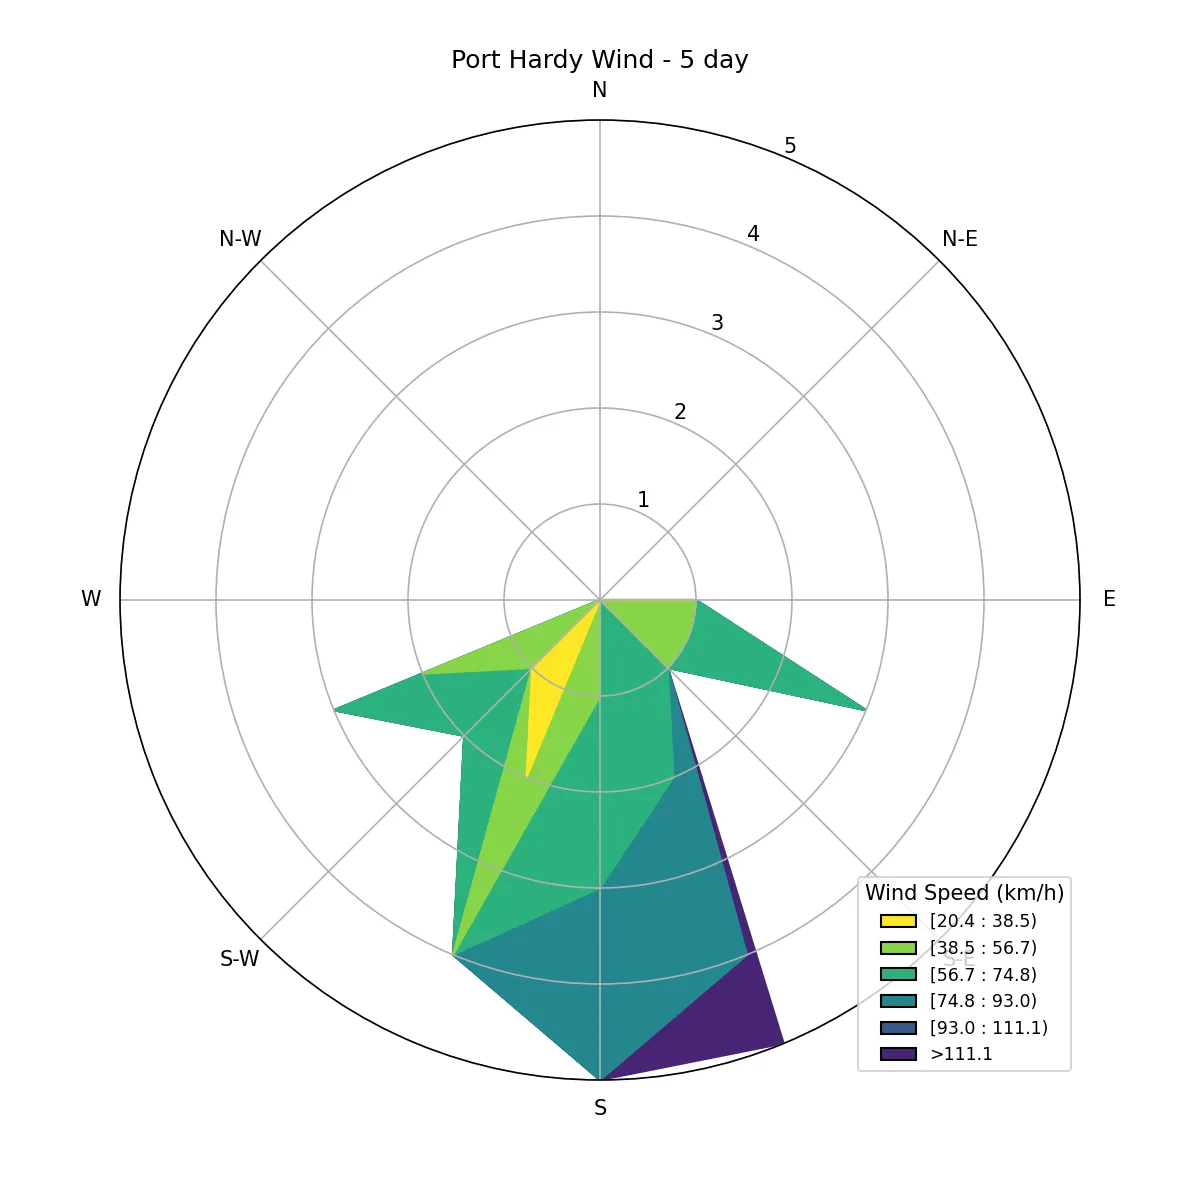 Port Hardy Wind - 5 day
N
5
N-W
N-E
4
3
2
1
W
E
Wind Speed (km/h)
[20.4 : 38.5)
[38.5 : 56.7)
S-W
S-E
[56.7 : 74.8)
[74.8 : 93.0)
[93.0 : 111.1)
>111.1
S